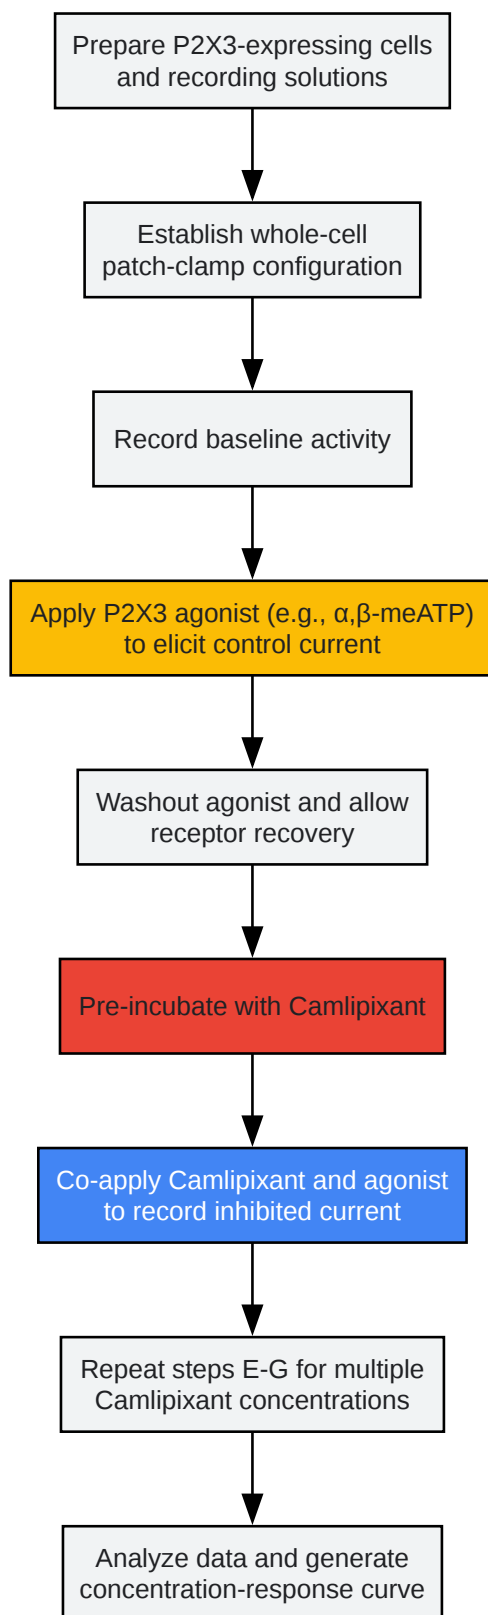 Prepare P2X3-expressing cells
and recording solutions
Establish whole-cell
patch-clamp configuration
Record baseline activity
Apply P2X3 agonist (e.g., α,β-meATP)
to elicit control current
Washout agonist and allow
receptor recovery
Pre-incubate with Camlipixant
Co-apply Camlipixant and agonist
to record inhibited current
Repeat steps E-G for multiple
Camlipixant concentrations
Analyze data and generate
concentration-response curve